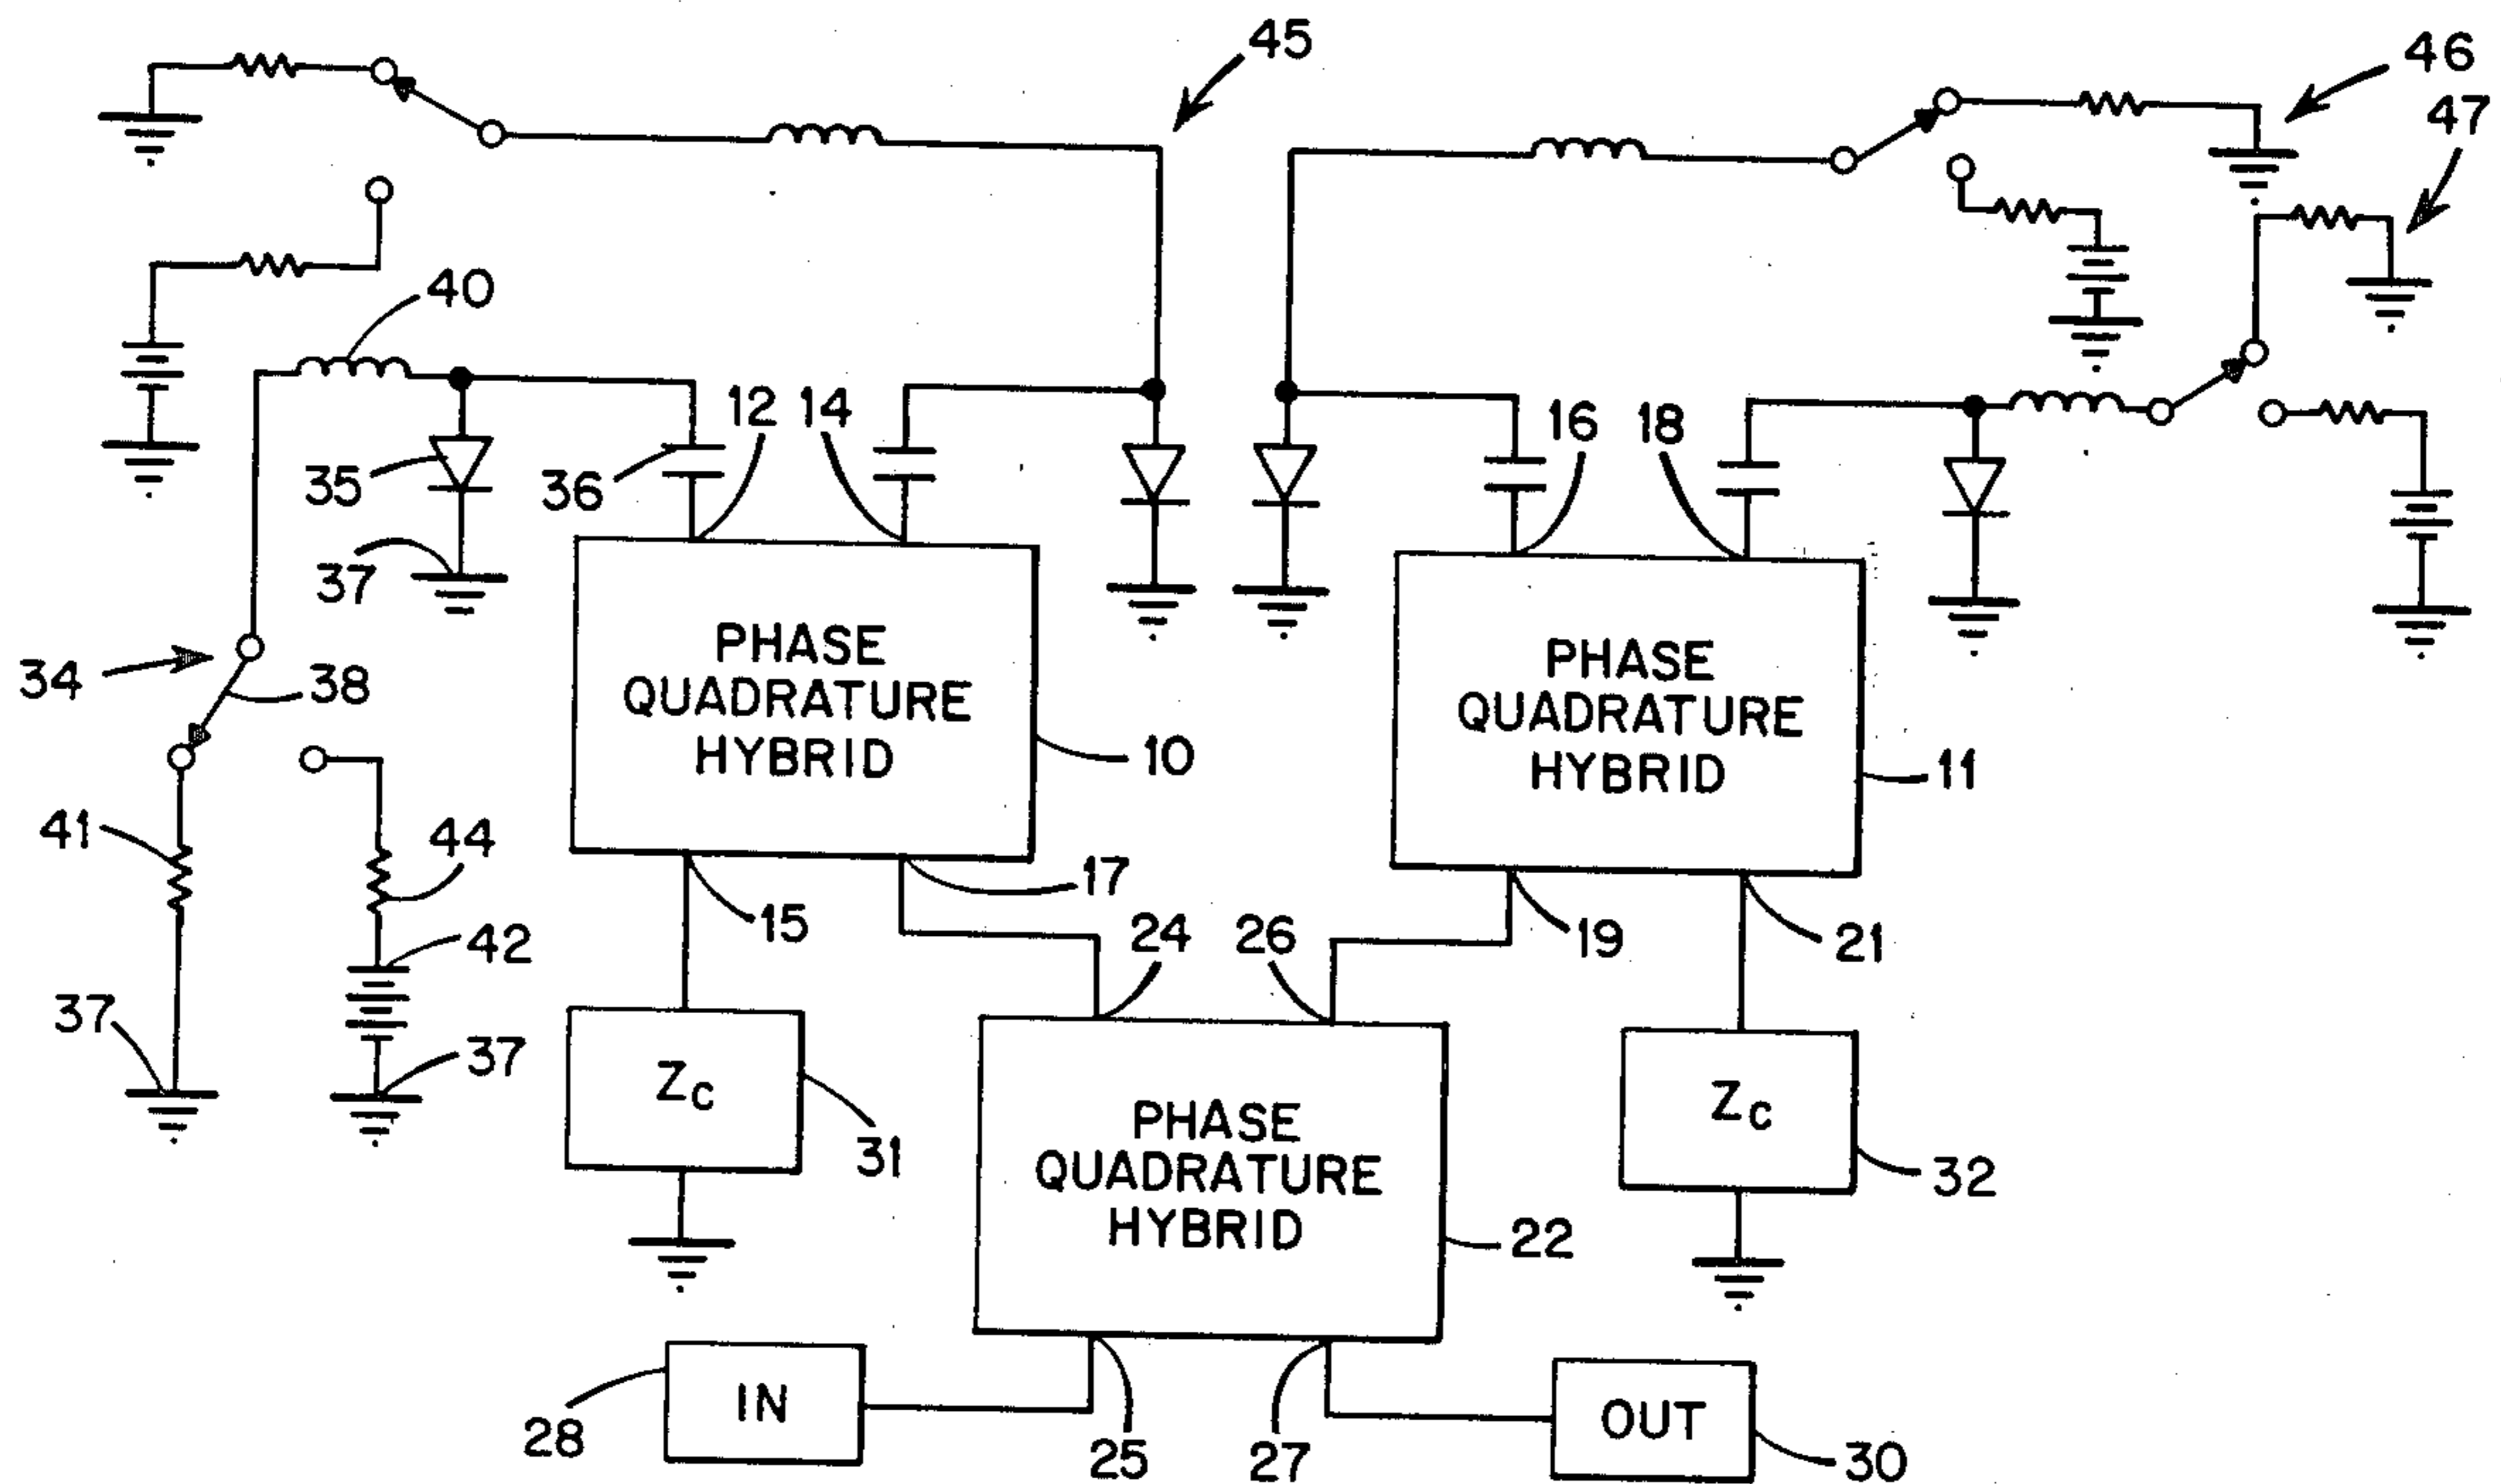 45
46
47
40
12
14
16
18
35
36
37
PHASE
QUADRATURE
HYBRID
PHASE
QUADRATURE
HYBRID
34
38
10
11
41
44
17
15
24
26
19
21
42
37
37
Zc
31
PHASE
QUADRATURE
HYBRID
Zc
32
22
IN
28
25
27
OUT
30